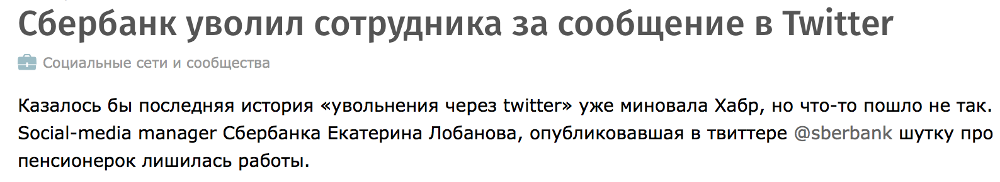 Сбербанк уволил сотрудника за сообщение в Twitter
Социальные сети и сообщества
Казалось бы последняя история «увольнения через twitter» уже миновала Хабр, но что-то пошло не так.
Social-media manager Сбербанка Екатерина Лобанова, опубликовавшая в твиттере @sberbank шутку про
пенсионерок лишилась работы.